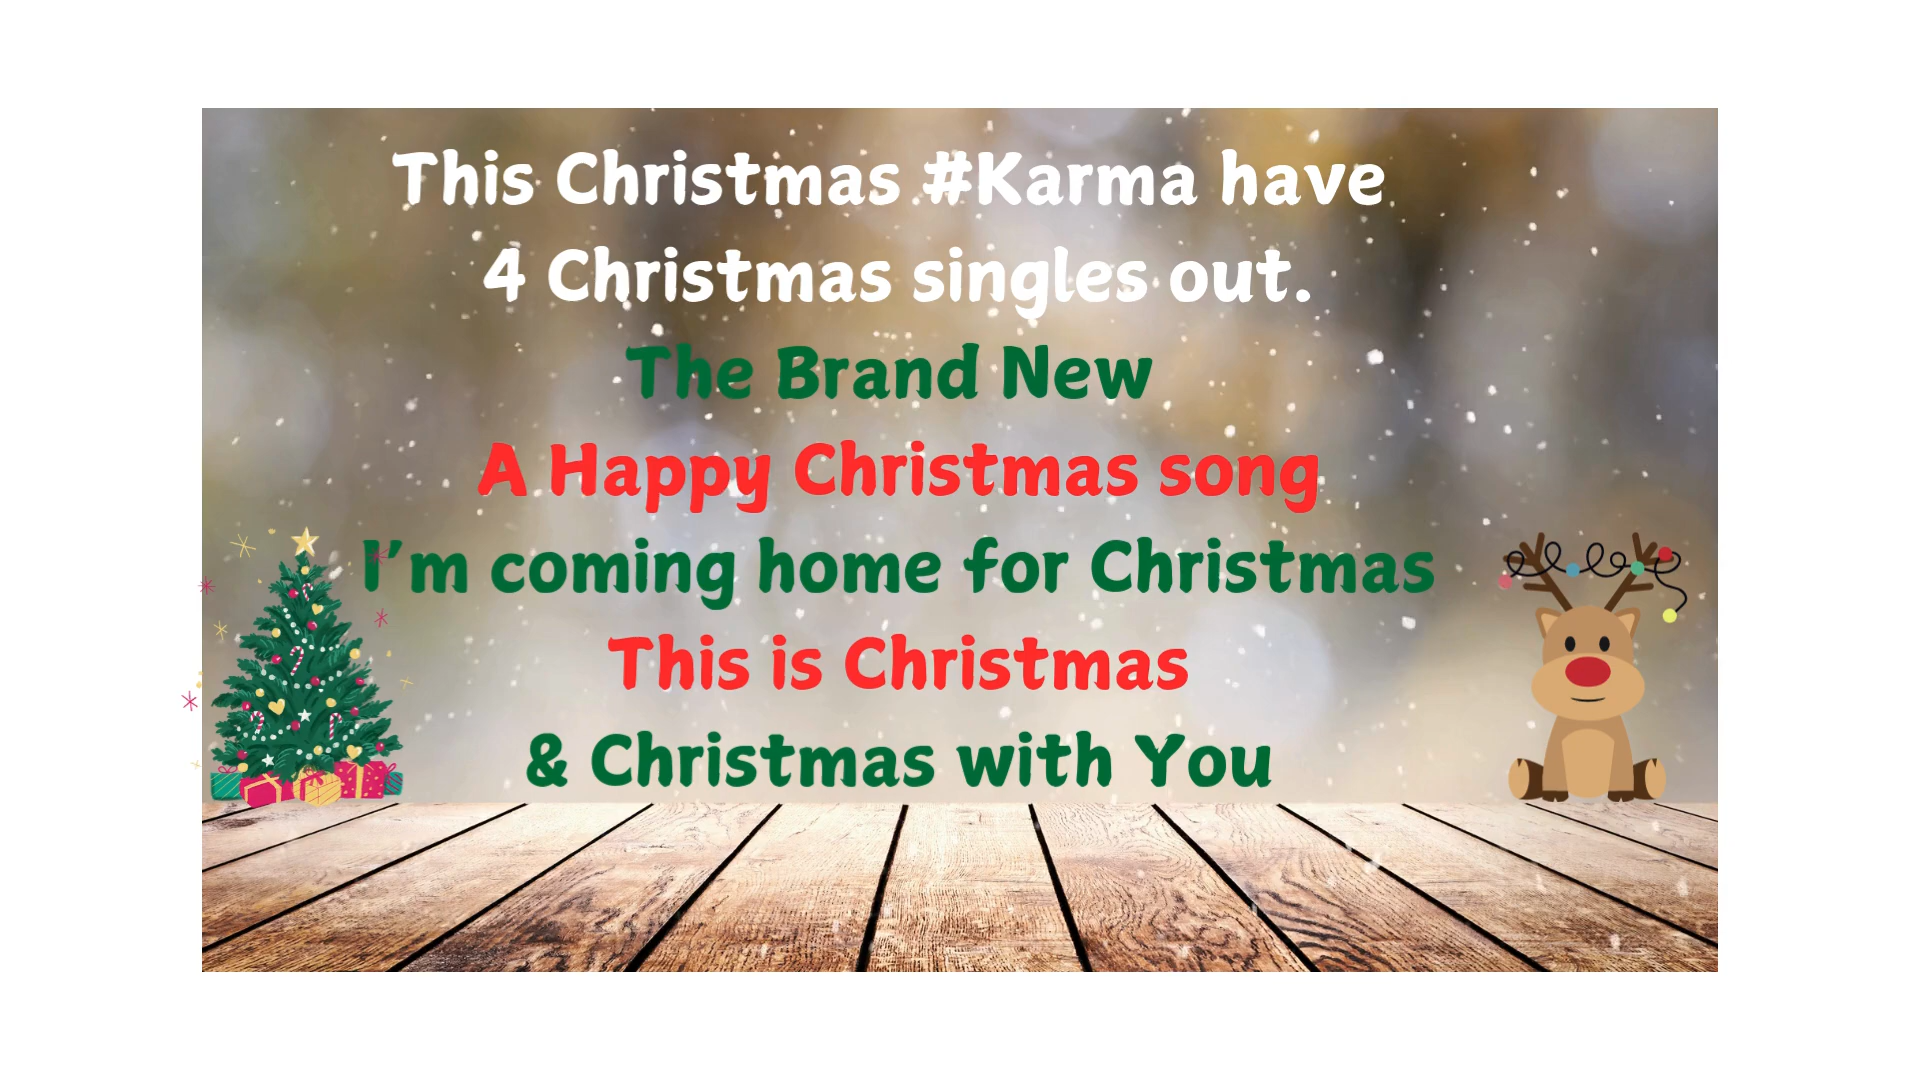 This Christmas #Karma have
4 Christmas singles out.
The Brand New
A Happy Christmas song
I'm coming home for Christmas
This is Christmas
& Christmas with You